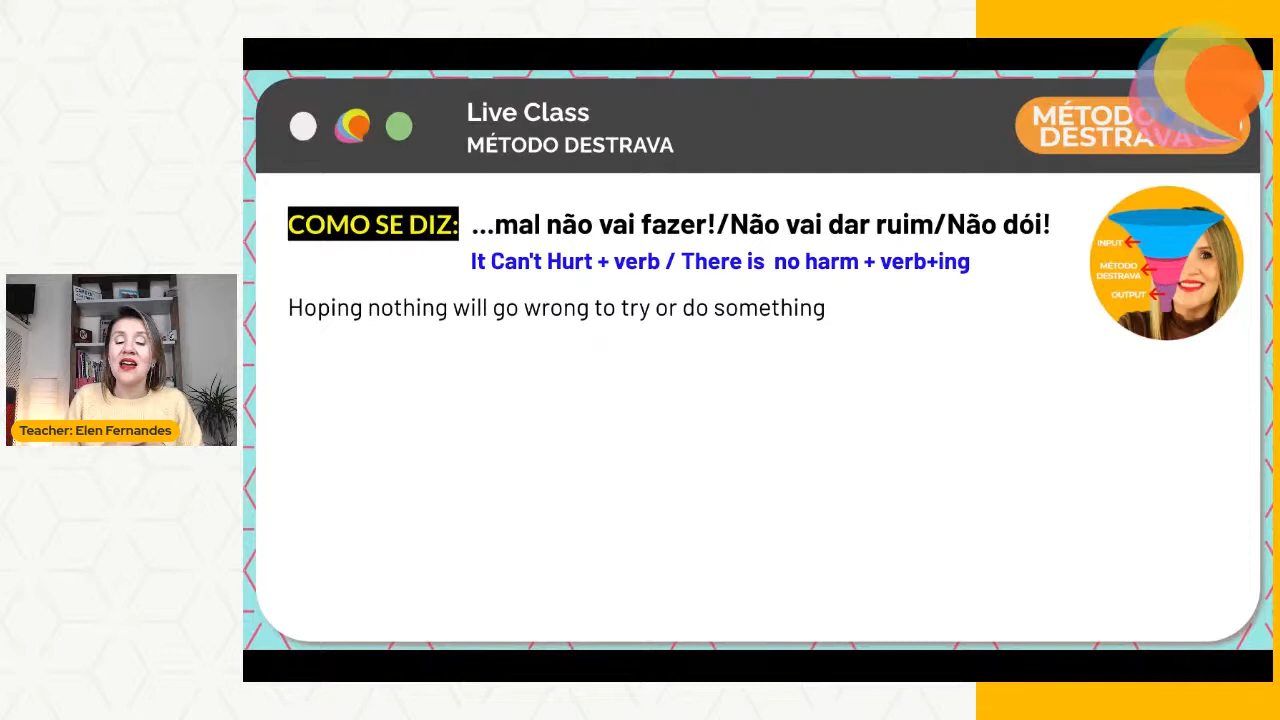 Live Class
MÉTODO DESTRAVA
MÉTODO
DESTRAVA
COMO SE DIZ: ...mal não vai fazer!/Não vai dar ruim/Não dói!
It Can't Hurt + verb / There is no harm + verb+ing
Hoping nothing will go wrong to try or do something
INPUT
MÉTODO
DESTRAVA
OUTPUT
Teacher: Elen Fernandes